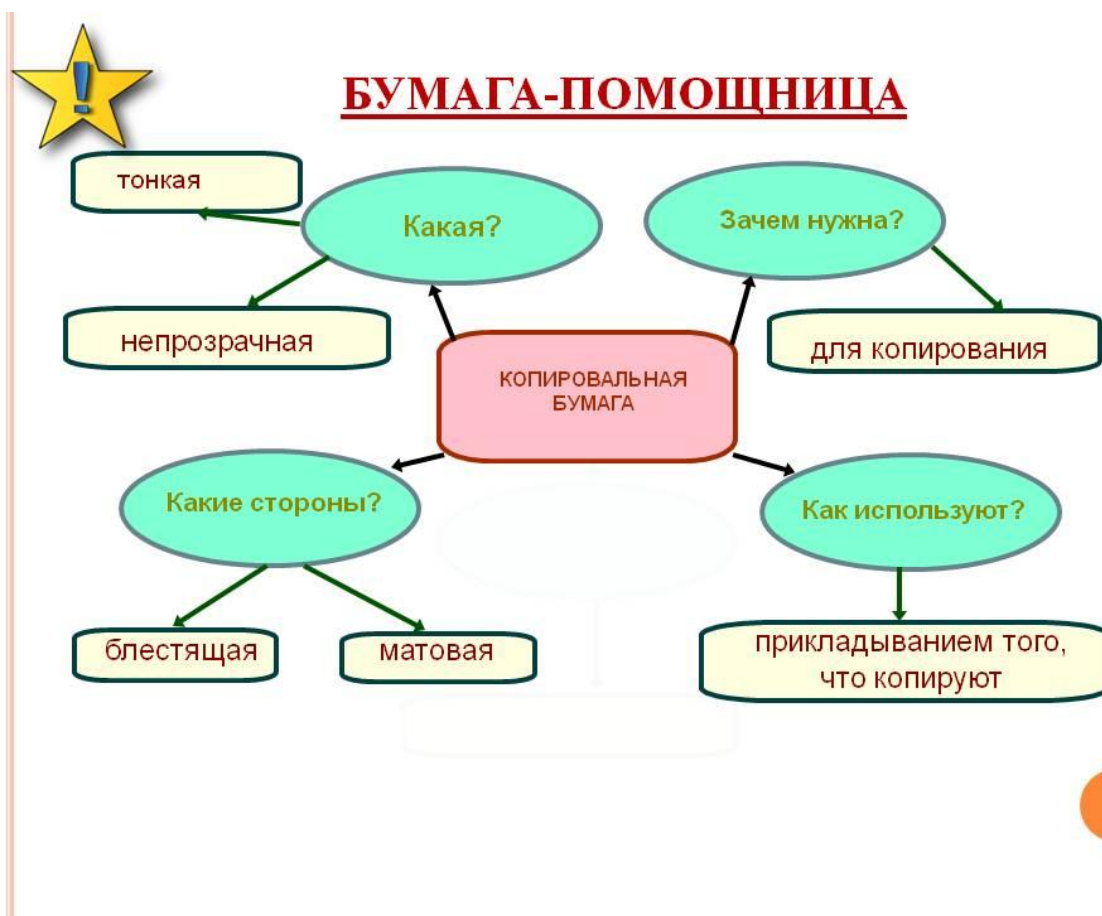 !
БУМАГА-ПОМОЩНИЦА
тонкая
Какая?
Зачем нужна?
непрозрачная
для копирования
КОПИРОВАЛЬНАЯ
БУМАГА
Какие стороны?
Как используют?
блестящая
матовая
прикладыванием того,
что копируют